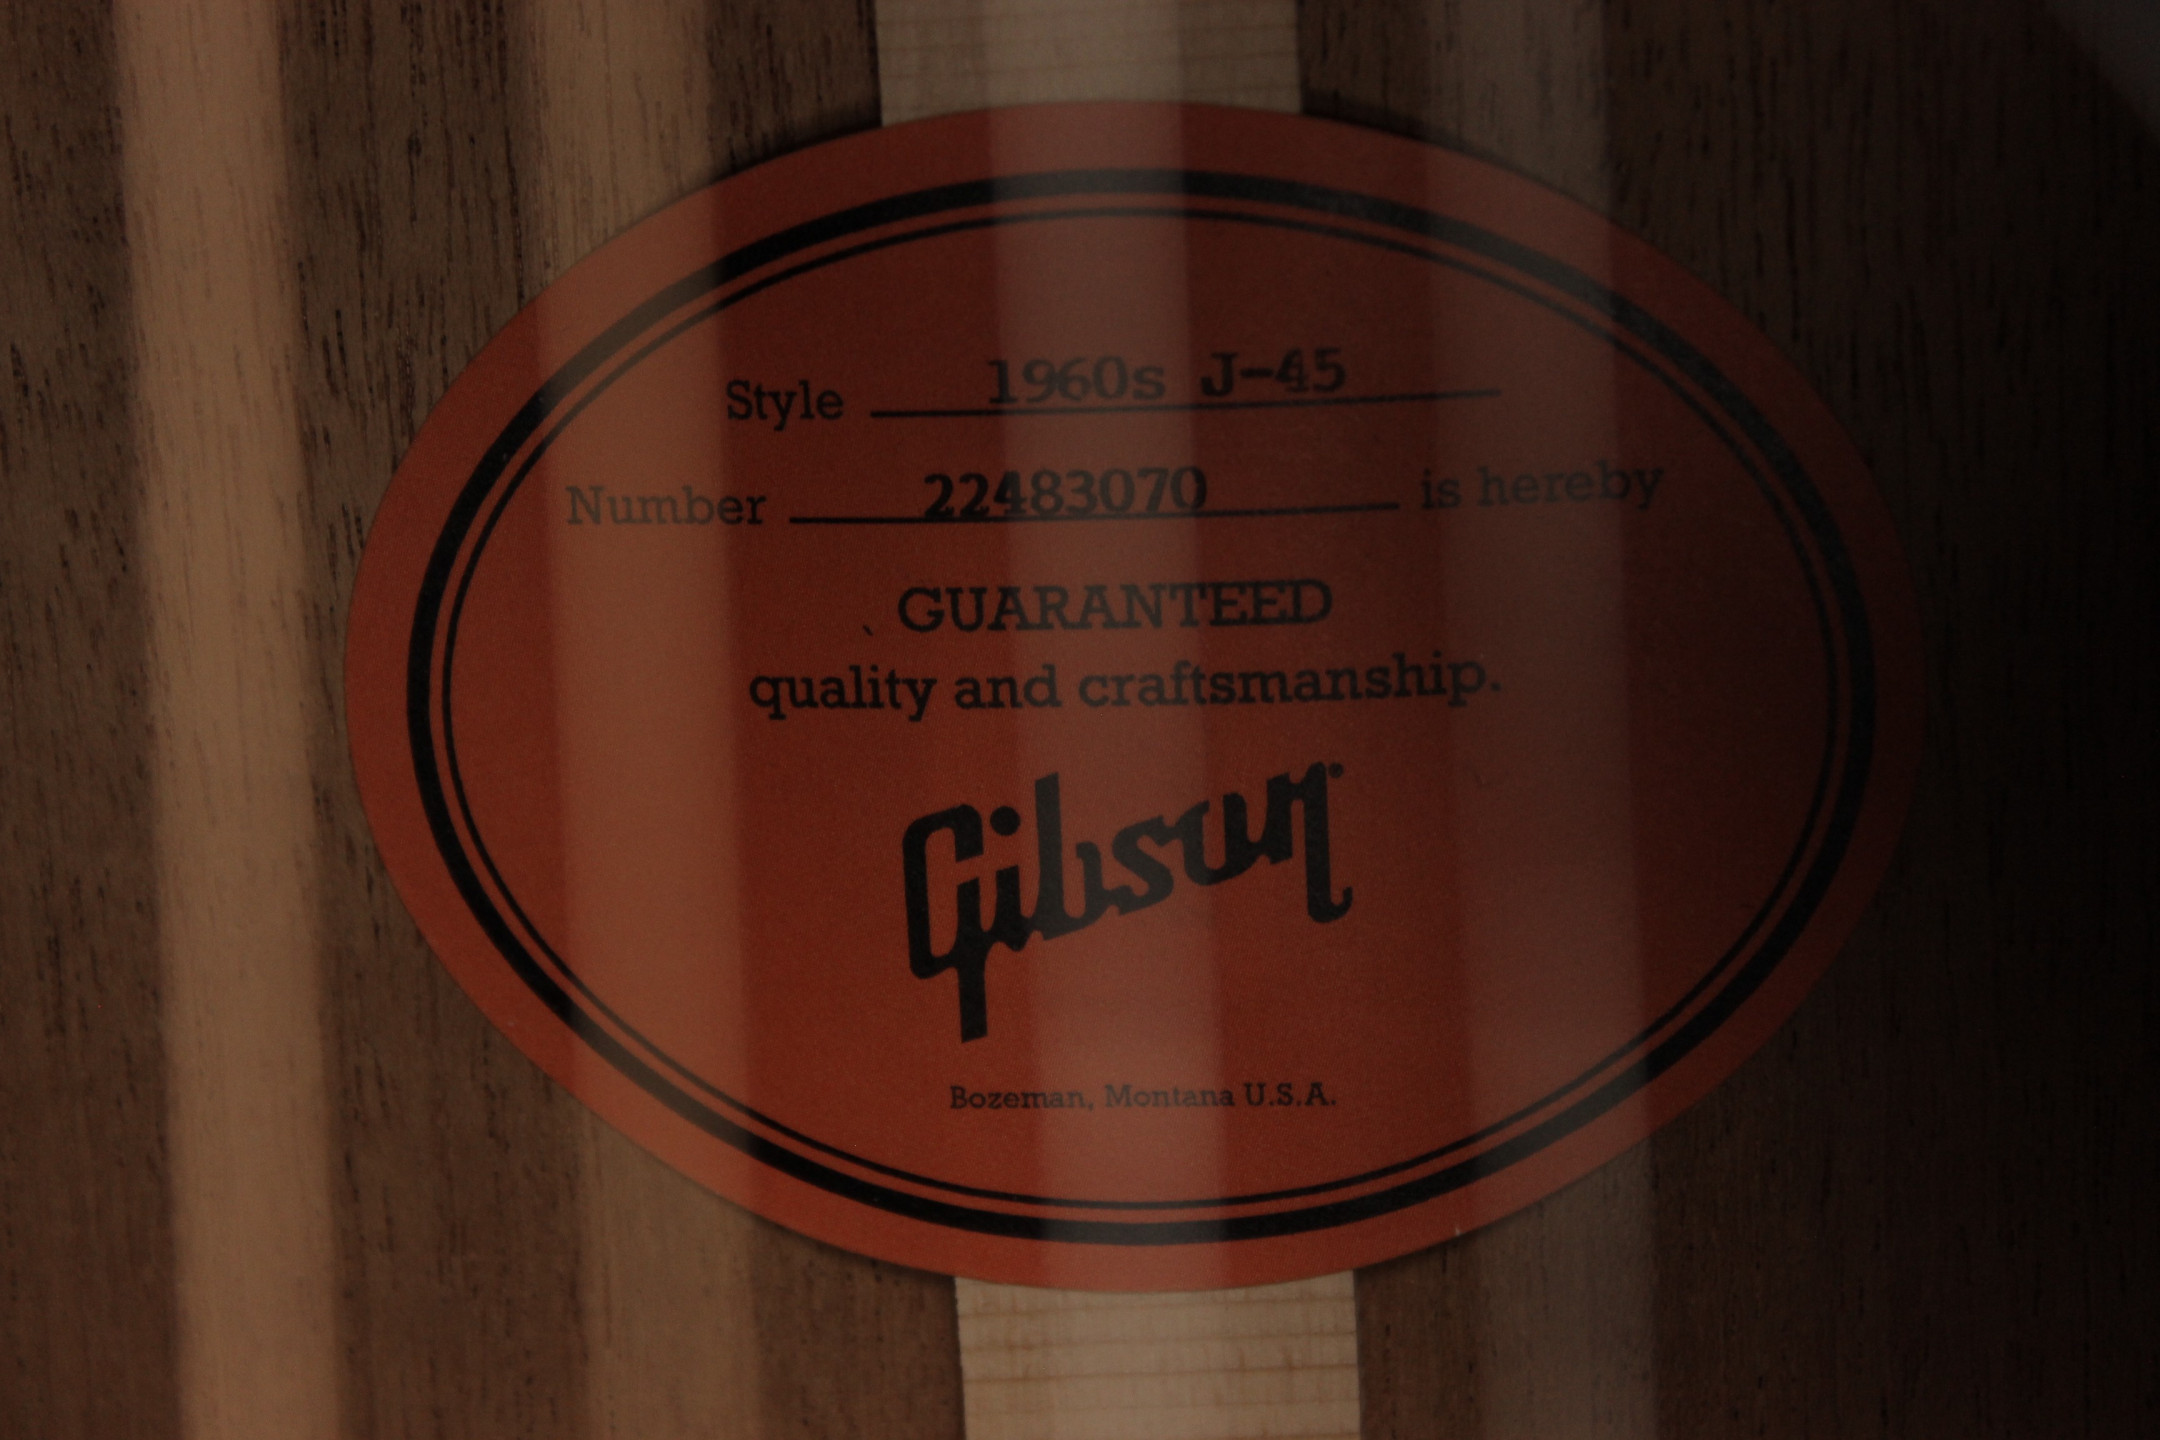 Style 1960s J-45
Number 22483070 is hereby
GUARANTEED
quality and craftsmanship.
Gibson
Bozeman, Montana U.S.A.